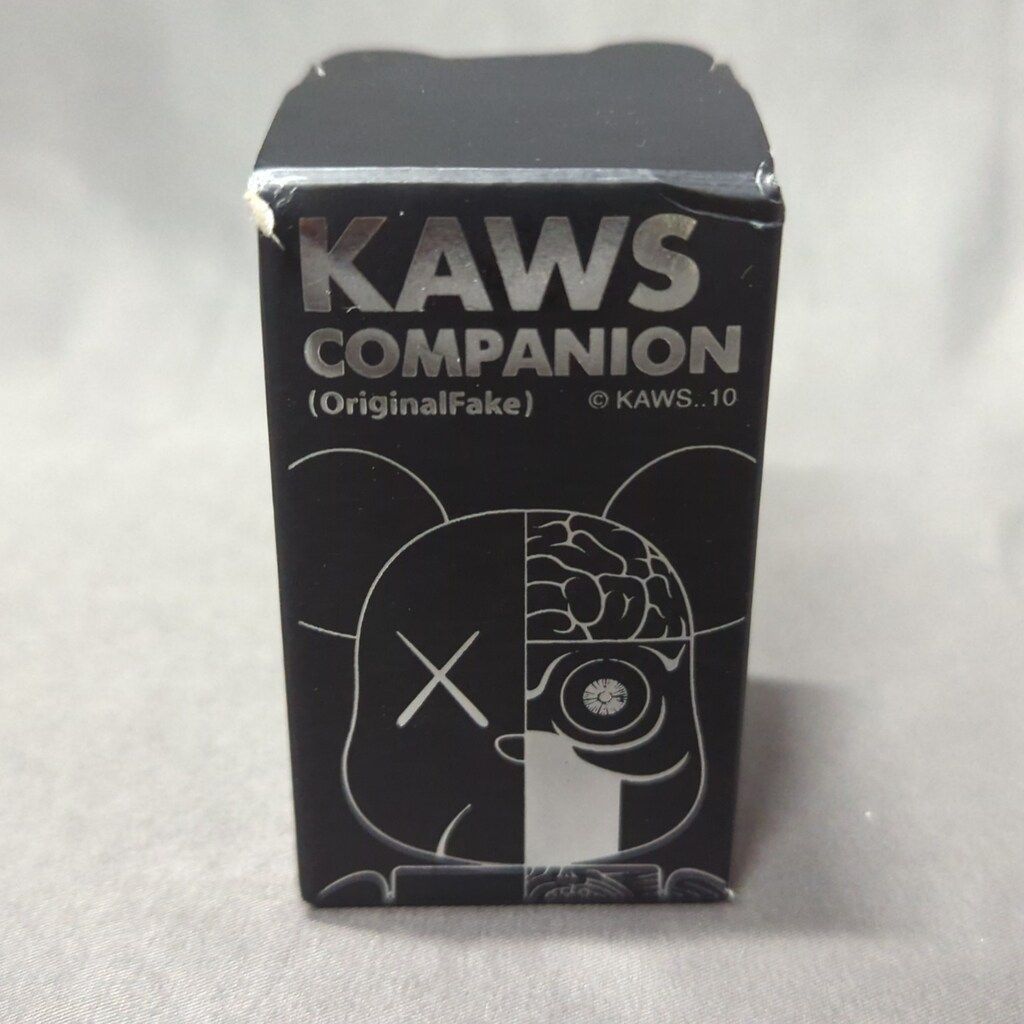 KAWS
COMPANION
(OriginalFake) © KAWS..10